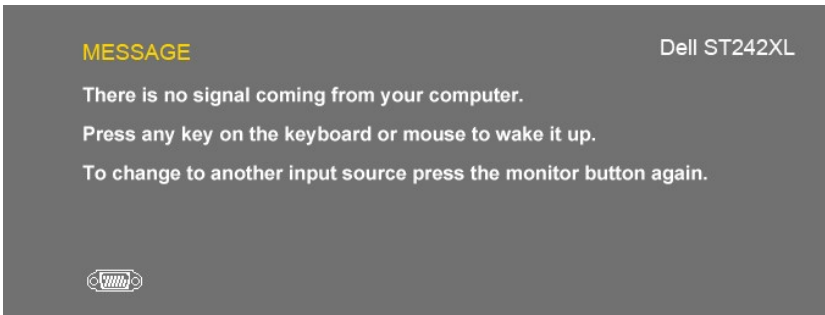 MESSAGE
Dell ST242XL
There is no signal coming from your computer.
Press any key on the keyboard or mouse to wake it up.
To change to another input source press the monitor button again.